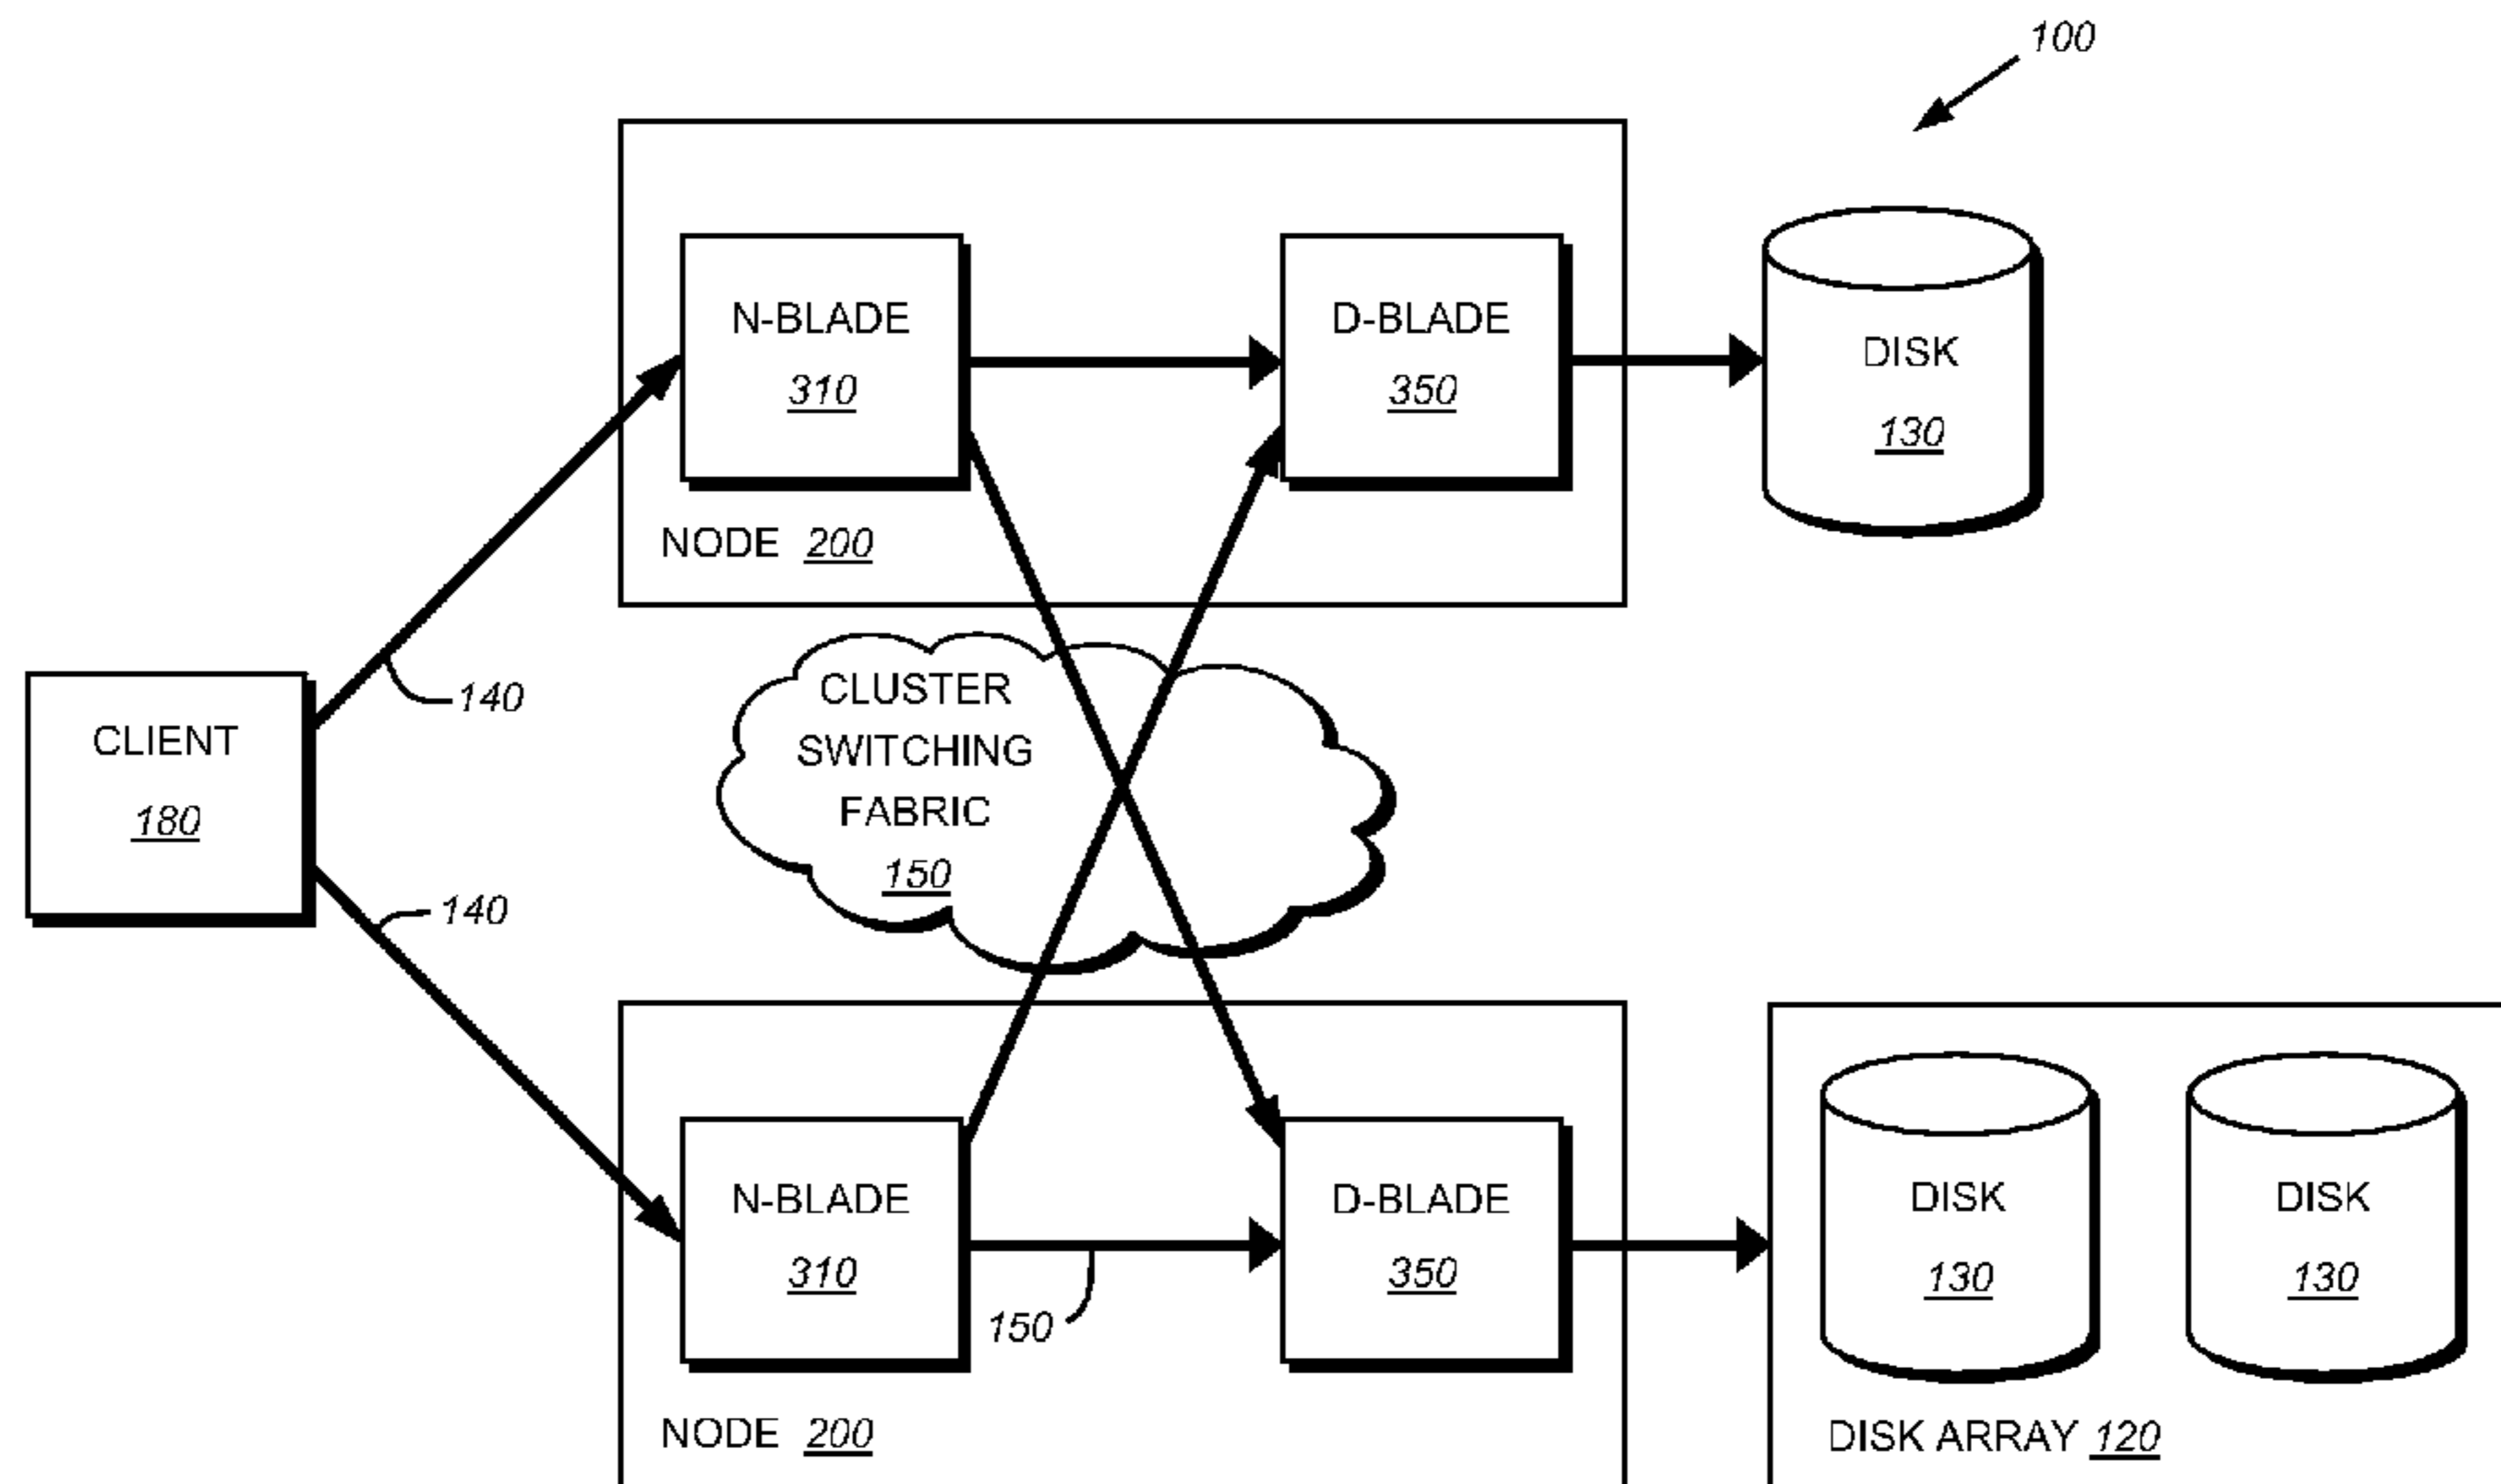 100
N-BLADE
310
D-BLADE
350
DISK
130
NODE 200
140
CLIENT
180
140
CLUSTER
SWITCHING
FABRIC
150
N-BLADE
310
D-BLADE
350
150
NODE 200
DISK
130
DISK
130
DISK ARRAY 120